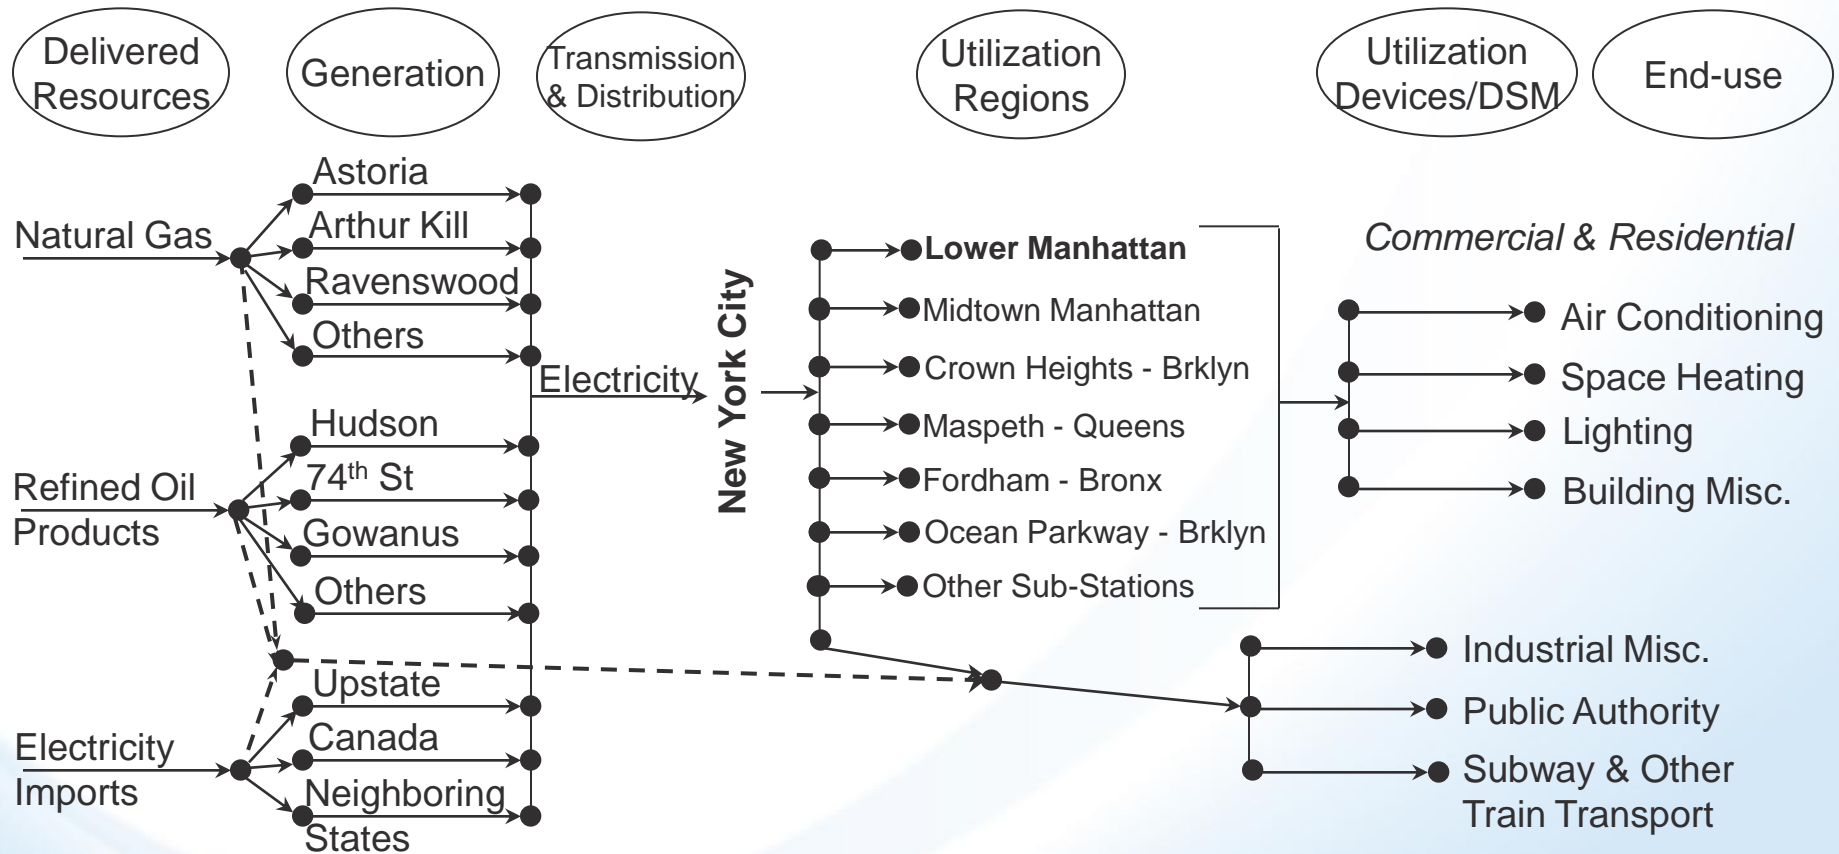 Delivered
Resources
Generation
Transmission
& Distribution
Utilization
Regions
Utilization
Devices/DSM
End-use
Natural Gas
Astoria
Arthur Kill
Ravenswood
Others
Refined Oil
Products
Hudson
74th St
Gowanus
Others
Electricity
Imports
Upstate
Canada
Neighboring
States
Electricity
New York City
Lower Manhattan
Midtown Manhattan
Crown Heights - Brklyn
Maspeth - Queens
Fordham - Bronx
Ocean Parkway - Brklyn
Other Sub-Stations
Commercial & Residential
Air Conditioning
Space Heating
Lighting
Building Misc.
Industrial Misc.
Public Authority
Subway & Other
Train Transport